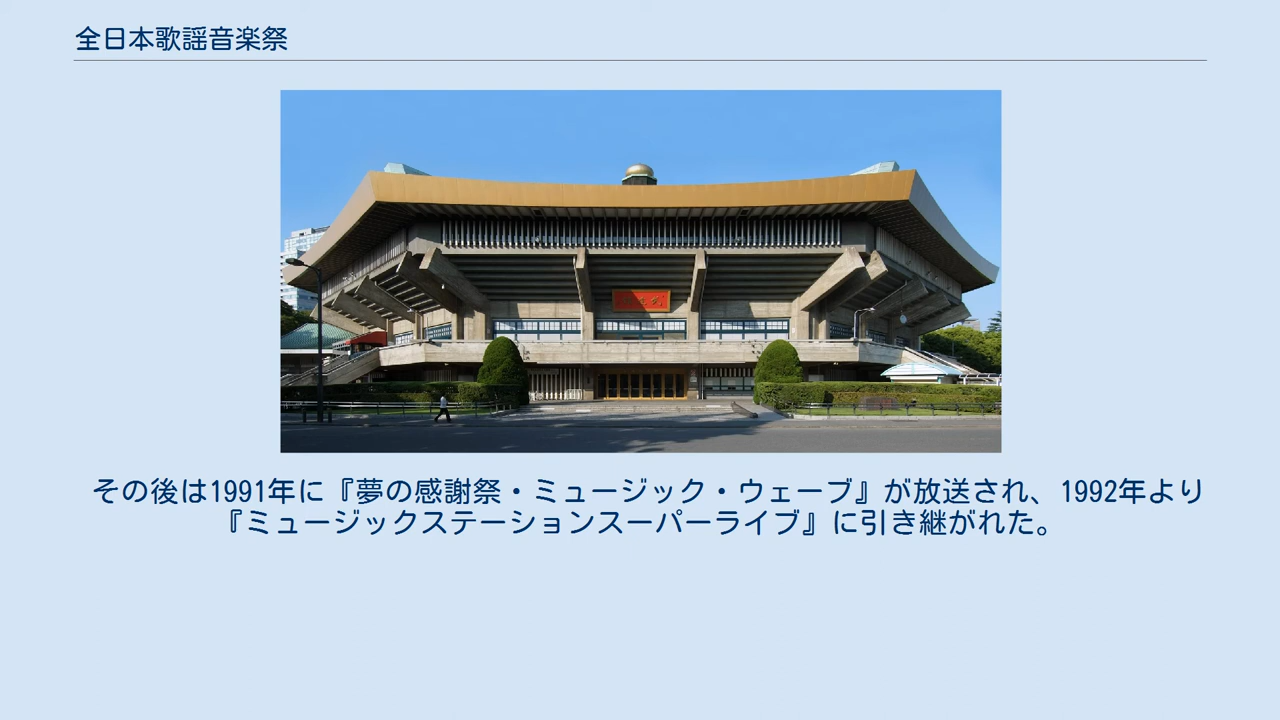 全日本歌謡音楽祭
その後は1991年に『夢の感謝祭・ミュージック・ウェーブ』が放送され、1992年より
『ミュージックステーションスーパーライブ』に引き継がれた。